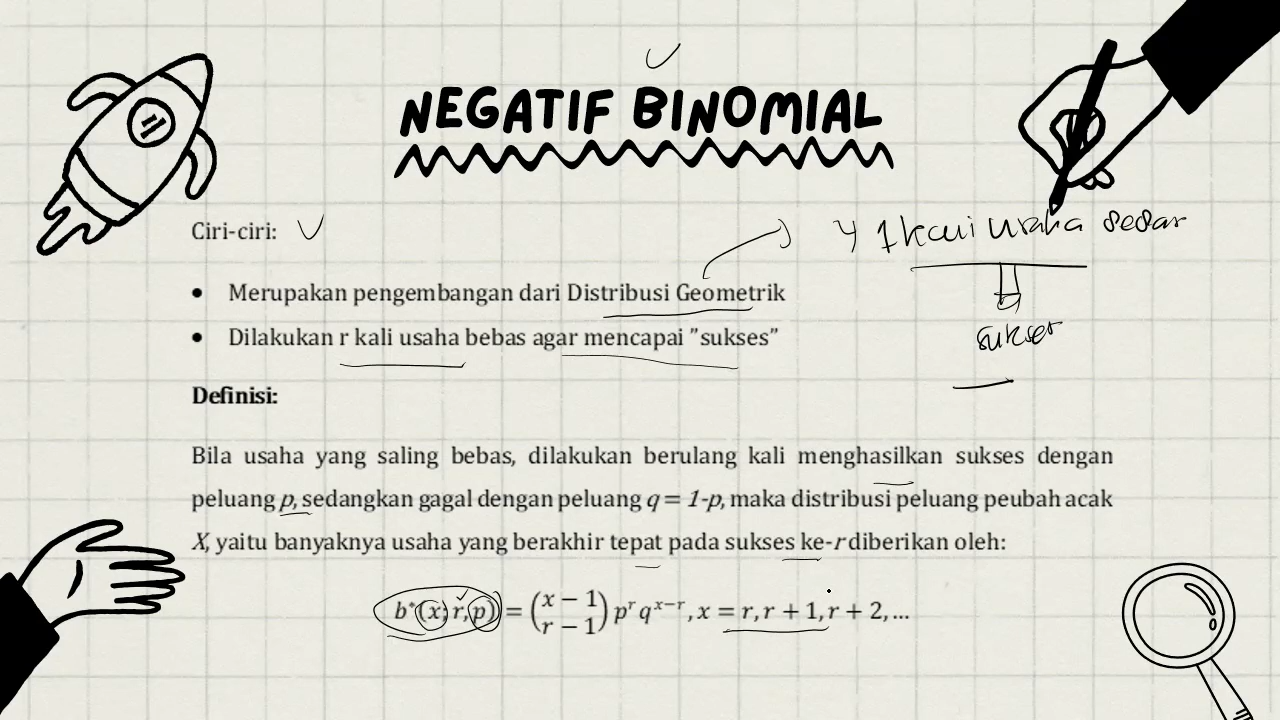 NEGATIF BINOMIAL
Ciri-ciri:
1 kali usaha
• Merupakan pengembangan dari Distribusi Geometrik
• Dilakukan r kali usaha bebas agar mencapai "sukses"
sukses
Definisi:
Bila usaha yang saling bebas, dilakukan berulang kali menghasilkan sukses dengan
peluang p, sedangkan gagal dengan peluang q = 1-p, maka distribusi peluang peubah acak
X, yaitu banyaknya usaha yang berakhir tepat pada sukses ke-r diberikan oleh:
b*(x; r, p) = (x − 1 / r − 1) p^r q^(x−r), x = r, r + 1, r + 2, ...